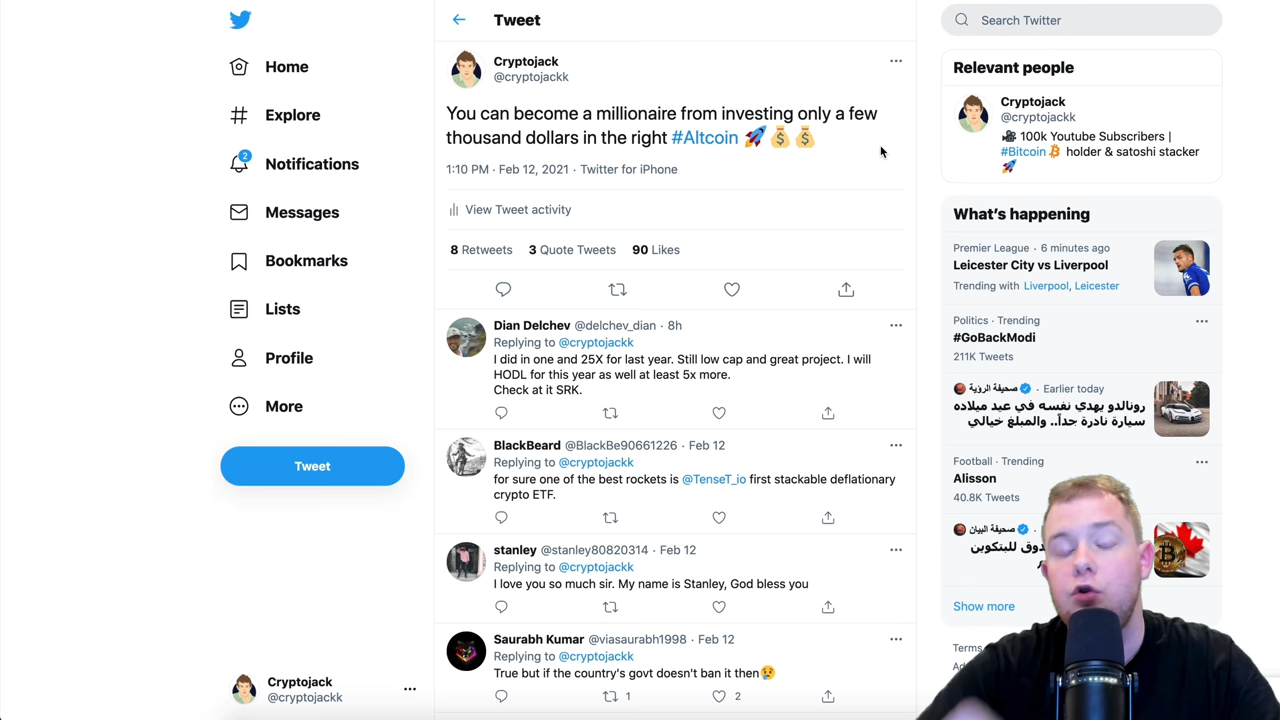 Home
Explore
2
Notifications
Messages
Bookmarks
Lists
Profile
More
Tweet
Cryptojack
@cryptojackk
Tweet
Cryptojack
@cryptojackk
You can become a millionaire from investing only a few
thousand dollars in the right #Altcoin 🚀💰💰
1:10 PM · Feb 12, 2021 · Twitter for iPhone
View Tweet activity
8 Retweets 3 Quote Tweets 90 Likes
Dian Delchev @delchev_dian · 8h
Replying to @cryptojackk
I did in one and 25X for last year. Still low cap and great project. I will
HODL for this year as well at least 5x more.
Check at it SRK.
BlackBeard @BlackBe90661226 · Feb 12
Replying to @cryptojackk
for sure one of the best rockets is @TenseT_io first stackable deflationary
crypto ETF.
stanley @stanley80820314 · Feb 12
Replying to @cryptojackk
I love you so much sir. My name is Stanley, God bless you
Saurabh Kumar @viasaurabh1998 · Feb 12
Replying to @cryptojackk
True but if the country's govt doesn't ban it then😢
1 2
Search Twitter
Relevant people
Cryptojack
@cryptojackk
🎥 100k Youtube Subscribers |
#Bitcoin holder & satoshi stacker
🚀
What's happening
Premier League · 6 minutes ago
Leicester City vs Liverpool
Trending with Liverpool, Leicester
Politics · Trending
#GoBackModi
211K Tweets
صحيفة الرؤية · Earlier today
رونالدو يهدي نفسه في عيد ميلاده
سيارة نادرة جداً.. والمبلغ خيالي
Football · Trending
Alisson
40.8K Tweets
صحيفة البيان ·
للبتكوين
Show more
Terms